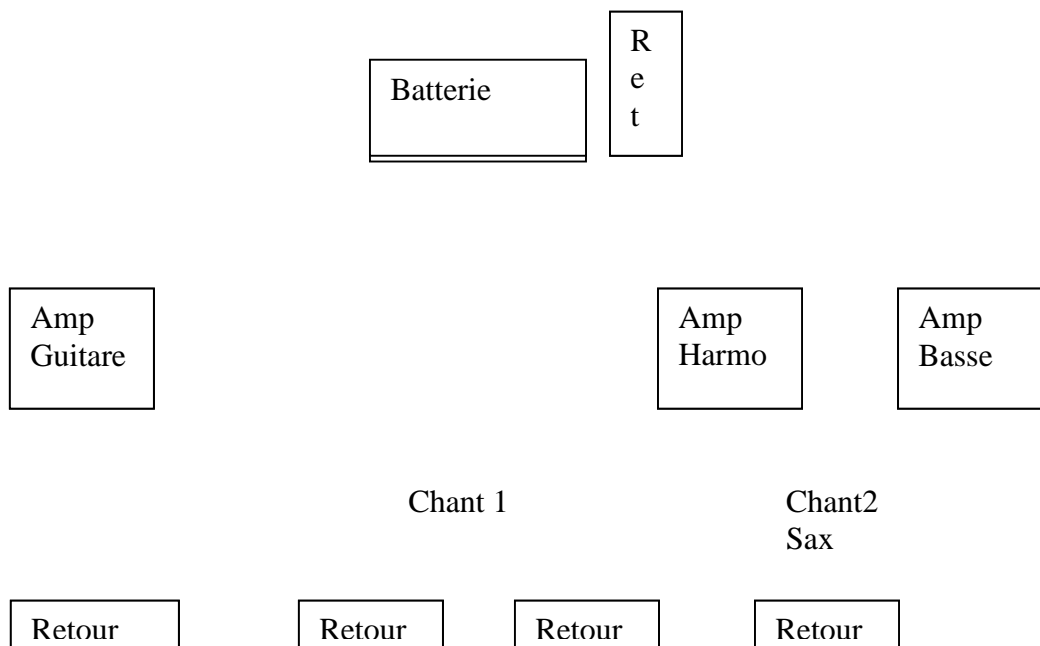 R
e
t
Batterie
Amp
Guitare
Amp
Harmo
Amp
Basse
Chant 1
Chant2
Sax
Retour
Retour
Retour
Retour